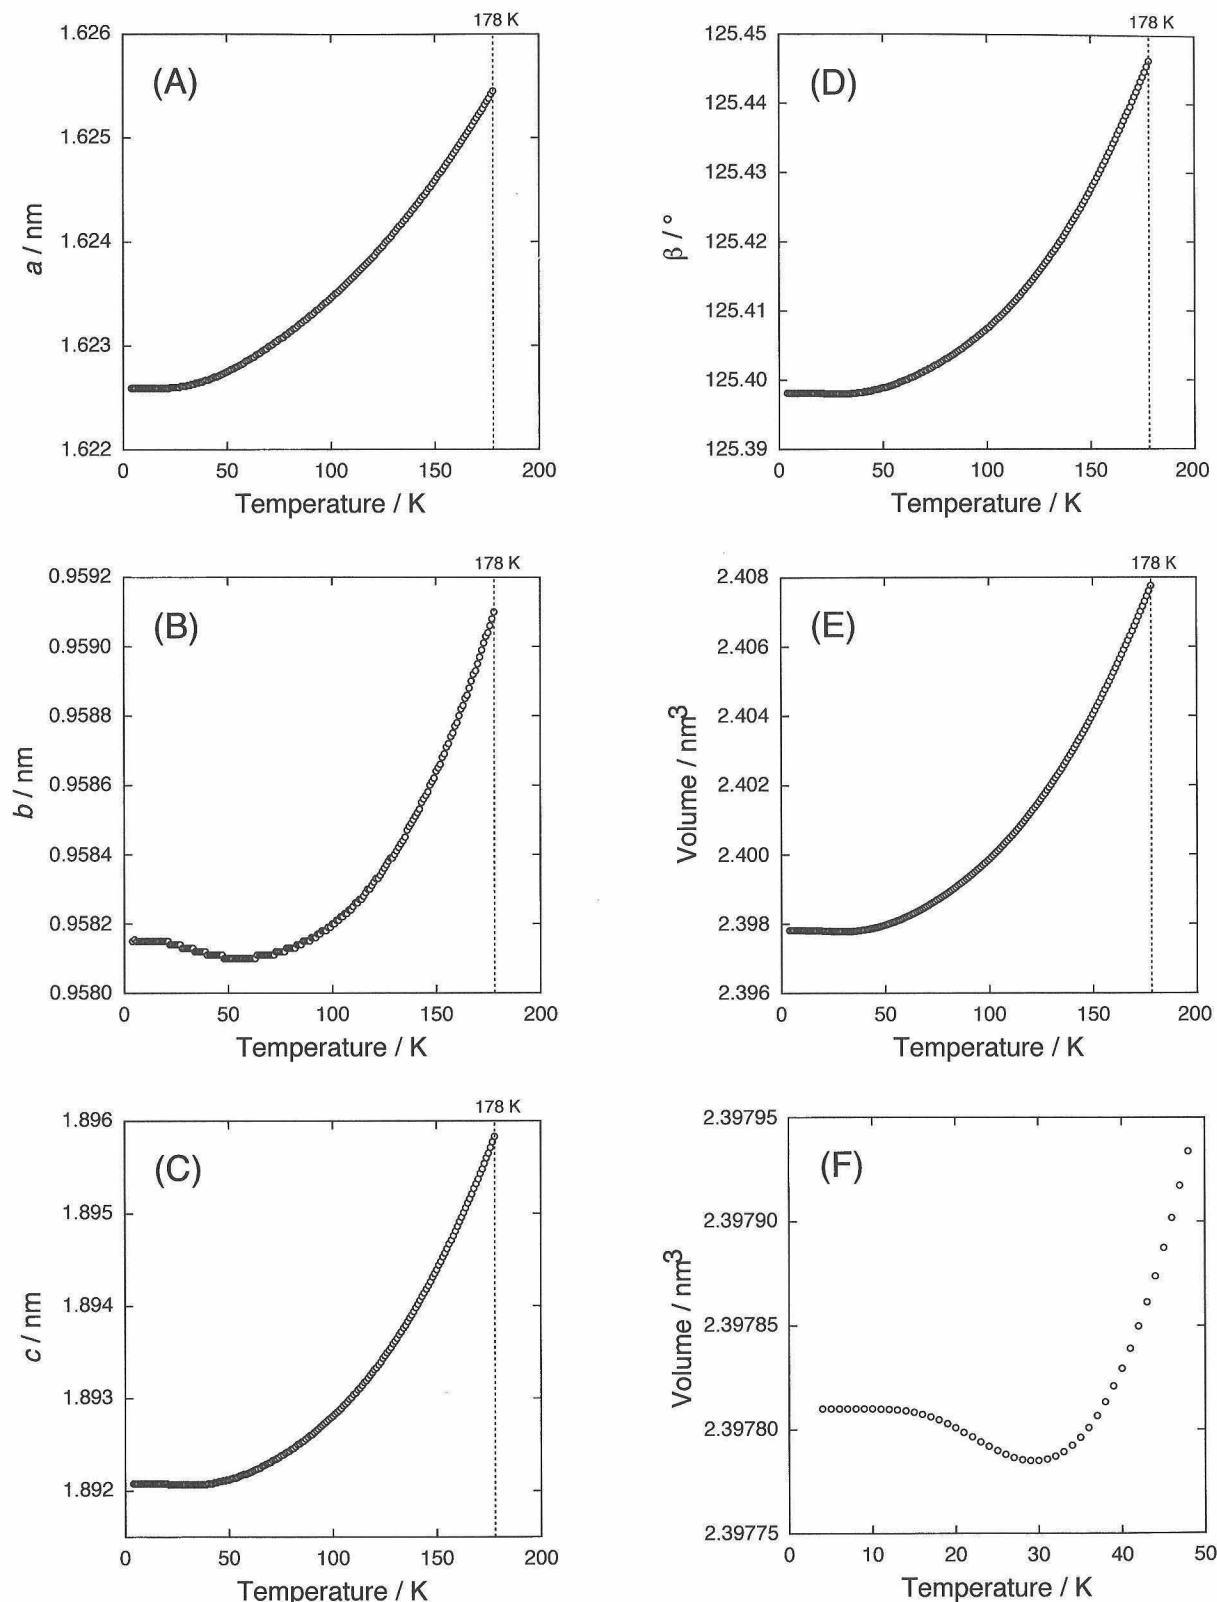 178 K
1.626
(A)
1.625
1.624
1.623
1.622
a / nm
0 50 100 150 200
Temperature / K
178 K
125.45
(D)
125.44
125.43
125.42
125.41
125.40
125.39
β / °
0 50 100 150 200
Temperature / K
178 K
0.9592
(B)
0.9590
0.9588
0.9586
0.9584
0.9582
0.9580
b / nm
0 50 100 150 200
Temperature / K
178 K
2.408
(E)
2.406
2.404
2.402
2.400
2.398
2.396
Volume / nm³
0 50 100 150 200
Temperature / K
178 K
1.896
(C)
1.895
1.894
1.893
1.892
c / nm
0 50 100 150 200
Temperature / K
2.39795
(F)
2.39790
2.39785
2.39780
2.39775
Volume / nm³
0 10 20 30 40 50
Temperature / K